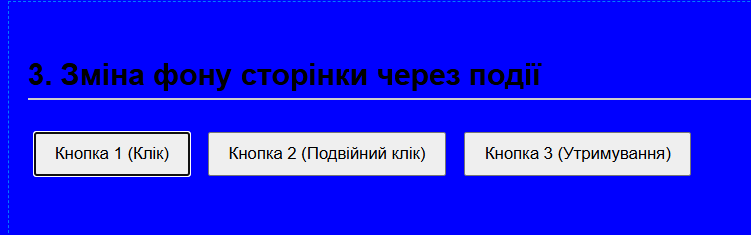 3. Зміна фону сторінки через події
Кнопка 1 (Клік) Кнопка 2 (Подвійний клік) Кнопка 3 (Утримування)